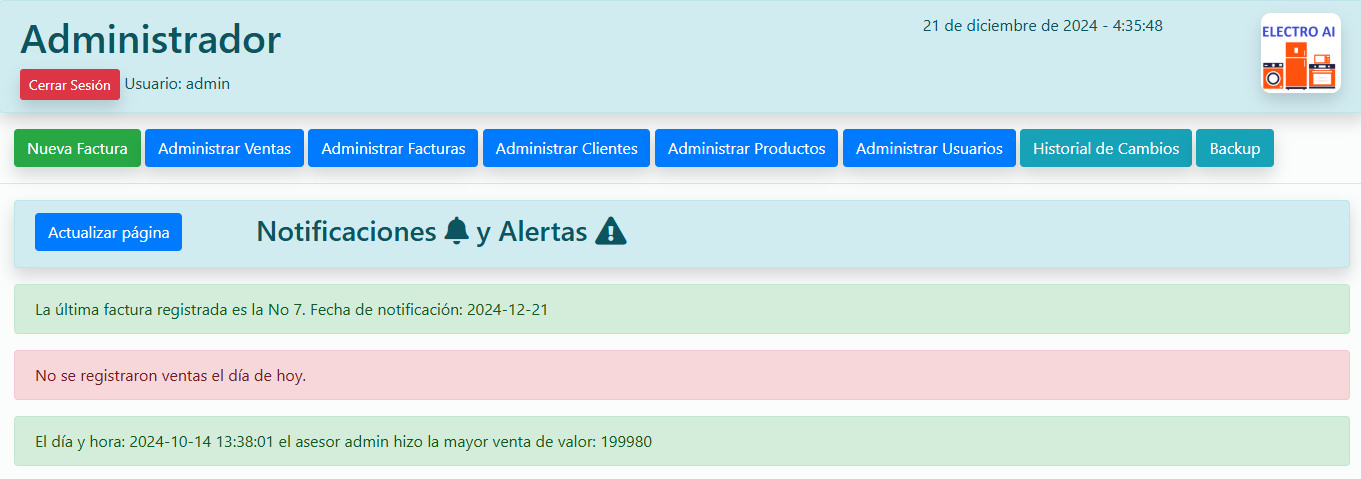 Administrador
21 de diciembre de 2024 - 4:35:48
ELECTRO AI
Cerrar Sesión Usuario: admin
Nueva Factura Administrar Ventas Administrar Facturas Administrar Clientes Administrar Productos Administrar Usuarios Historial de Cambios Backup
Actualizar página Notificaciones y Alertas
La última factura registrada es la No 7. Fecha de notificación: 2024-12-21
No se registraron ventas el día de hoy.
El día y hora: 2024-10-14 13:38:01 el asesor admin hizo la mayor venta de valor: 199980